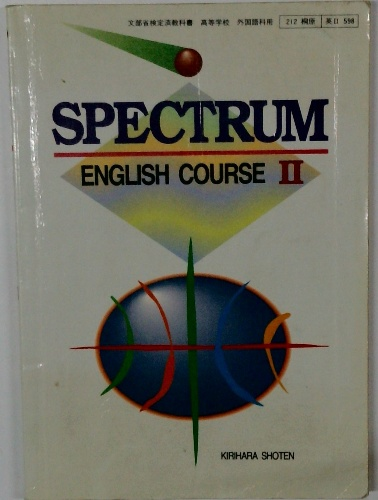 文部省検定済教科書 高等学校 外国語科用 212 桐原 英II 598
SPECTRUM
ENGLISH COURSE II
KIRIHARA SHOTEN